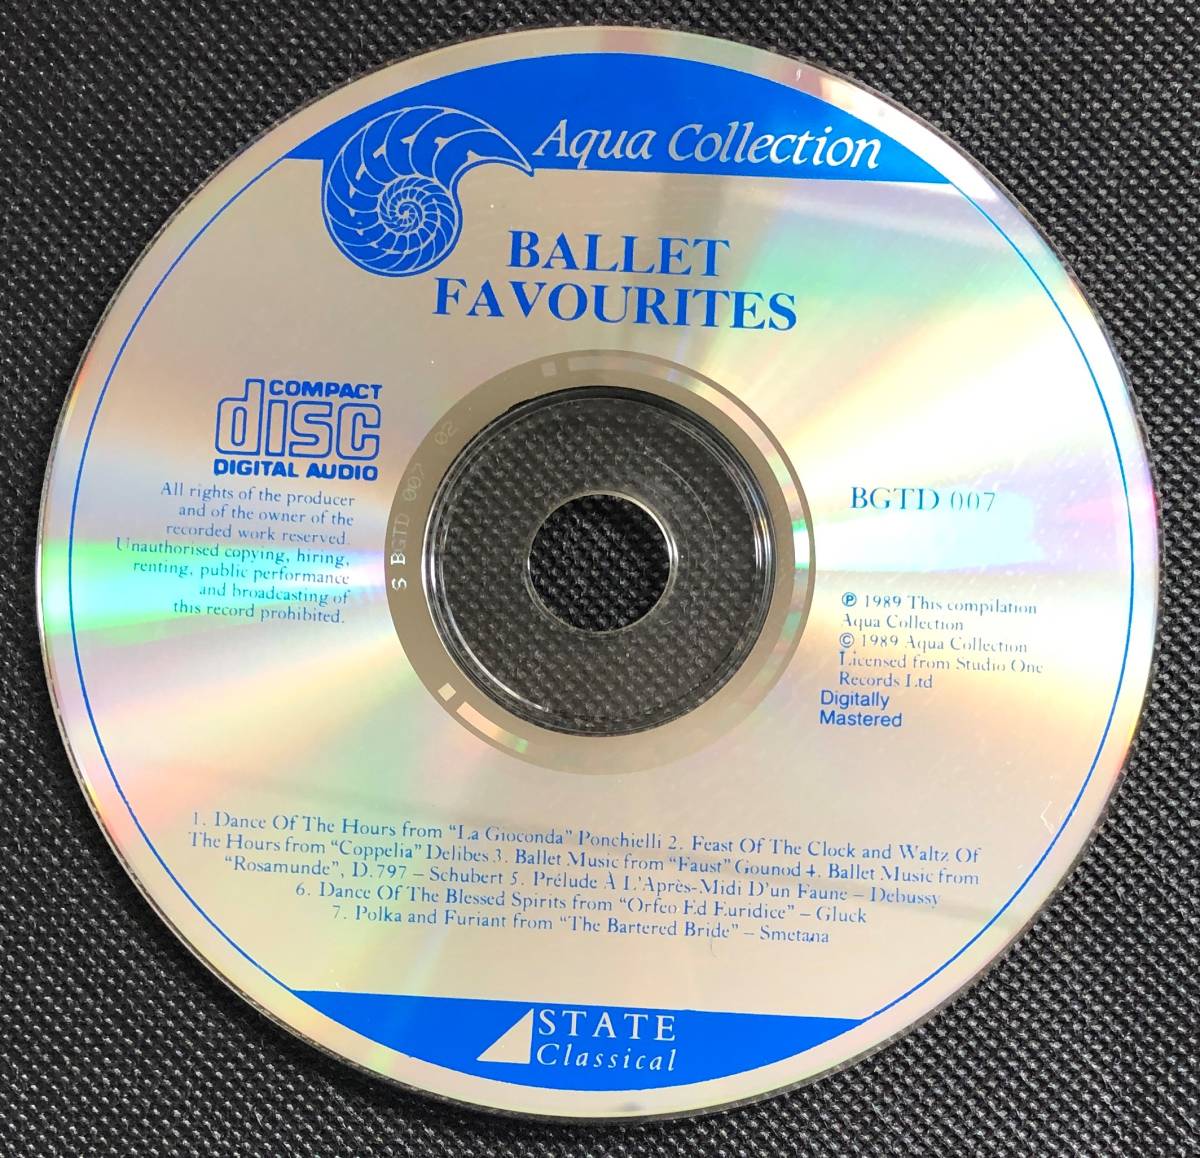 Aqua Collection
BALLET
FAVOURITES
COMPACT
disc
DIGITAL AUDIO
All rights of the producer
and of the owner of the
recorded work reserved.
Unauthorised copying, hiring,
renting, public performance
and broadcasting of
this record prohibited.
S BGTD 007 02
BGTD 007
℗ 1989 This compilation
Aqua Collection
© 1989 Aqua Collection
Licensed from Studio One
Records Ltd
Digitally
Mastered
1. Dance Of The Hours from “La Gioconda” Ponchielli 2. Feast Of The Clock and Waltz Of
The Hours from “Coppelia” Delibes 3. Ballet Music from “Faust” Gounod 4. Ballet Music from
“Rosamunde”, D.797 – Schubert 5. Prélude À L'Après-Midi D'un Faune – Debussy
6. Dance Of The Blessed Spirits from “Orfeo Ed Euridice” – Gluck
7. Polka and Furiant from “The Bartered Bride” – Smetana
STATE
Classical